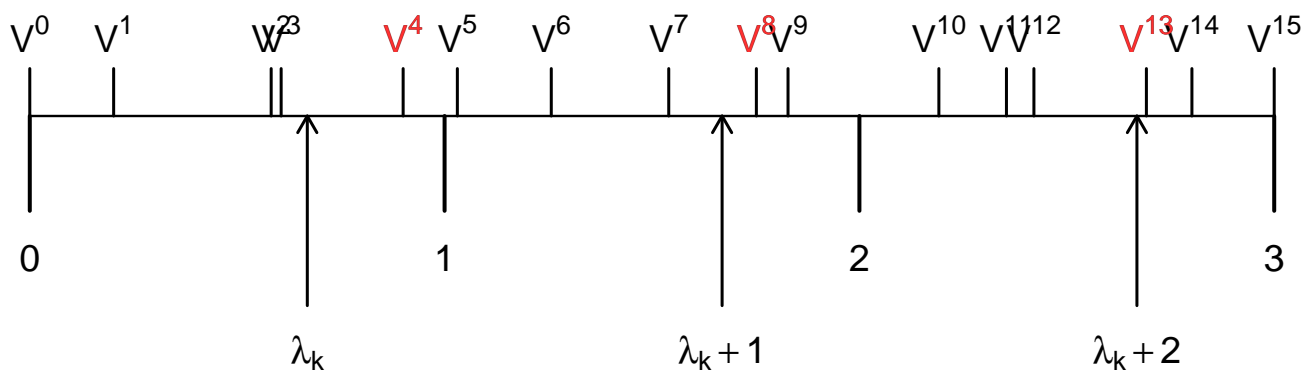 V⁰ V¹ V² V³ V⁴ V⁵ V⁶ V⁷ V⁸ V⁹ V¹⁰ V¹¹ V¹² V¹³ V¹⁴ V¹⁵
0 1 2 3
λₖ λₖ + 1 λₖ + 2